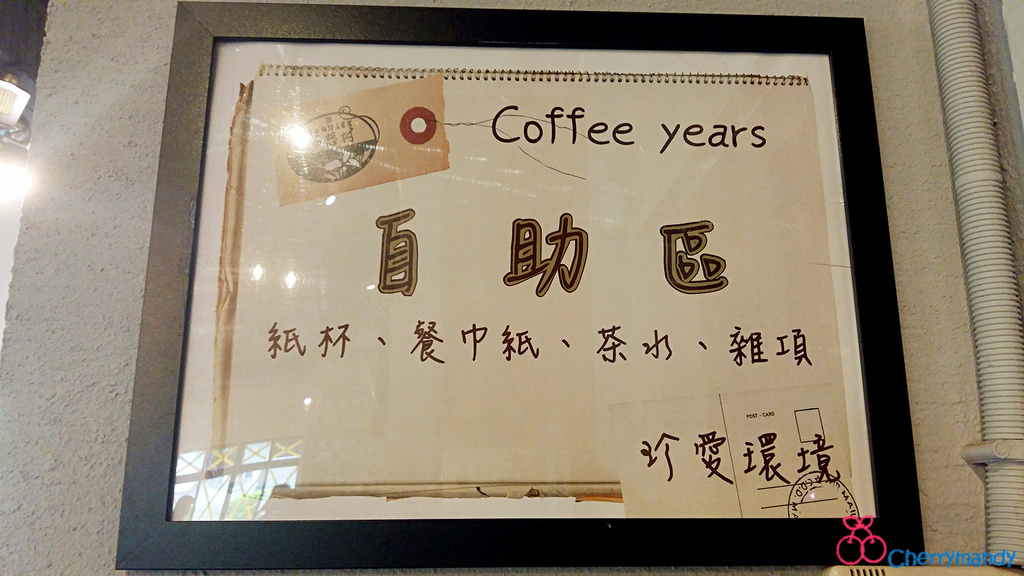 Coffee years
自助區
紙杯、餐巾紙、茶水、雜項
POST-CARD
珍愛環境
Cherrymandy